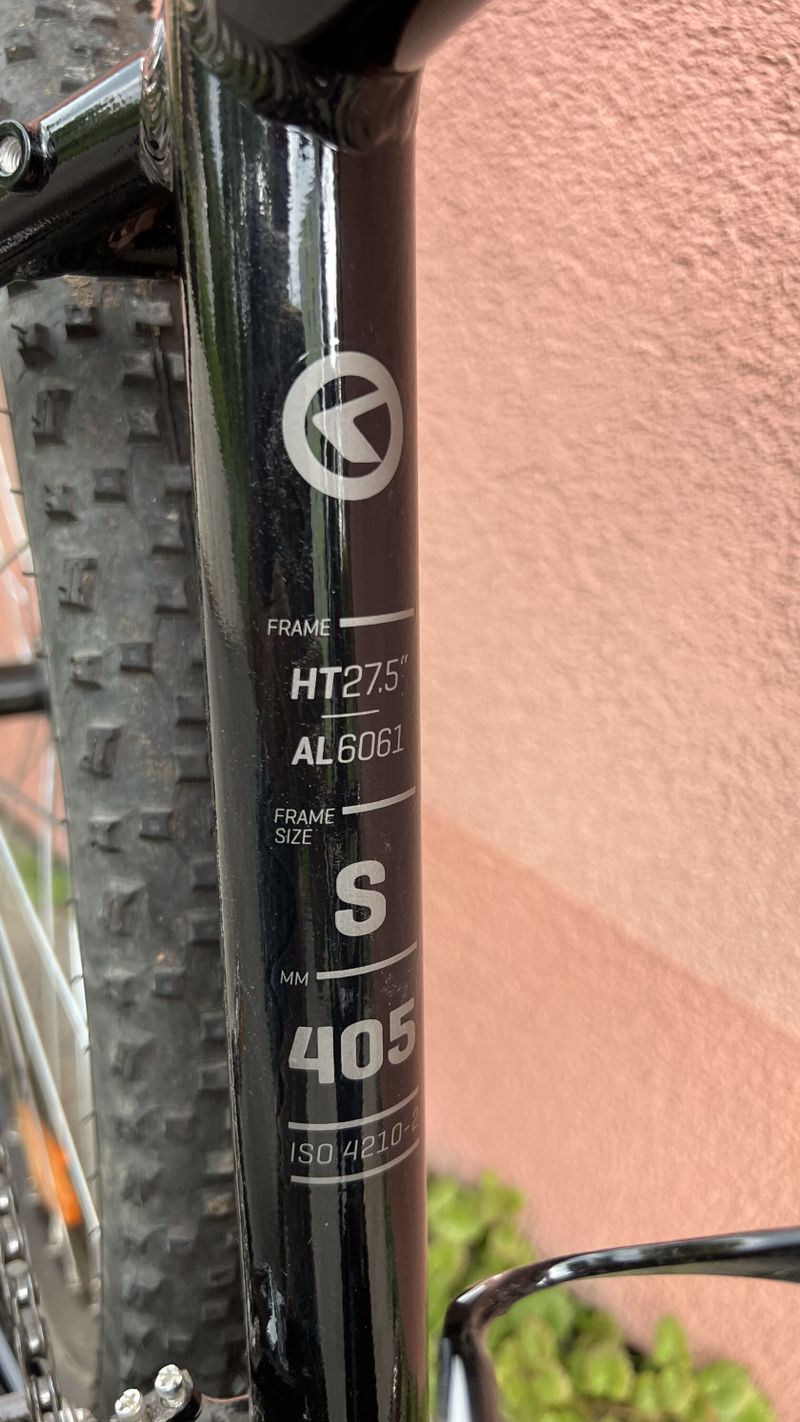 FRAME
HT27.5"
AL6061
FRAME
SIZE
S
MM
405
ISO 4210-2